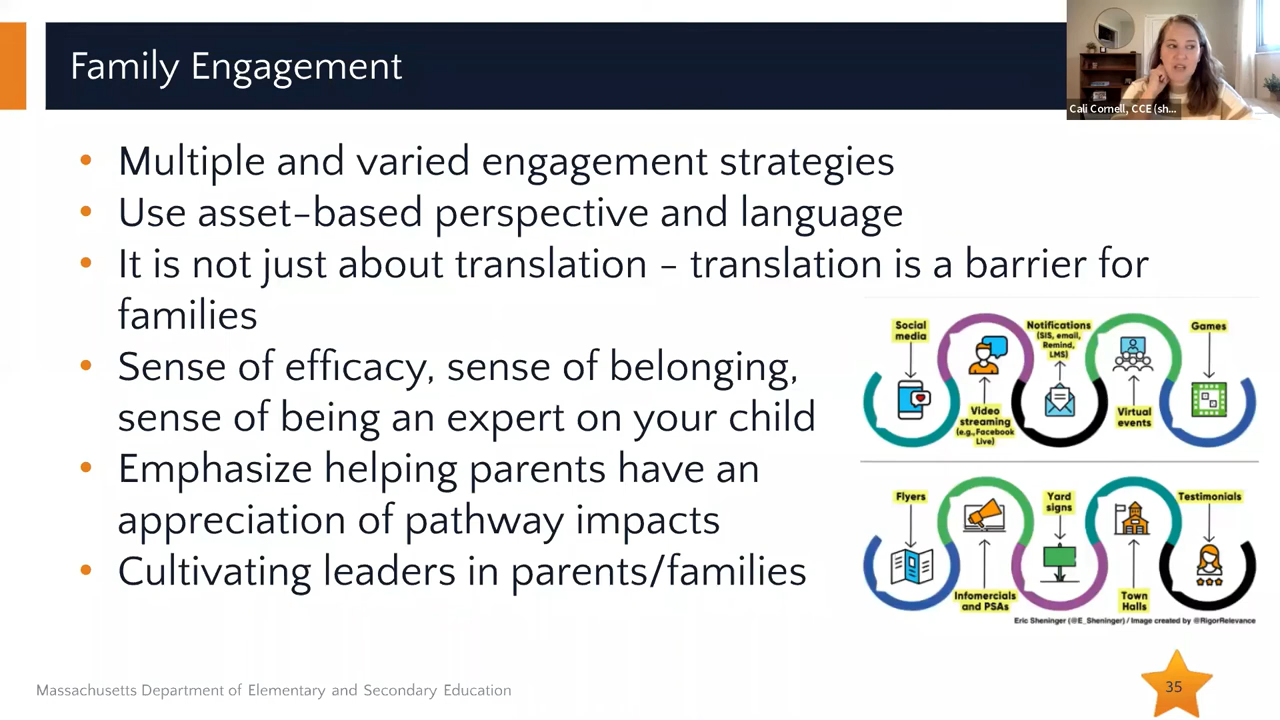 Family Engagement
Cali Cornell, CCE (sh...
• Multiple and varied engagement strategies
• Use asset-based perspective and language
• It is not just about translation – translation is a barrier for
families
• Sense of efficacy, sense of belonging,
sense of being an expert on your child
• Emphasize helping parents have an
appreciation of pathway impacts
• Cultivating leaders in parents/families
Social
media
Video
streaming
(e.g.,Facebook
Live)
Notifications
(SIS, email,
Remind,
LMS)
Virtual
events
Games
Flyers
Infomercials
and PSAs
Yard
signs
Town
Halls
Testimonials
Eric Sheninger (@E_Sheninger) / Image created by @RigorRelevance
Massachusetts Department of Elementary and Secondary Education
35